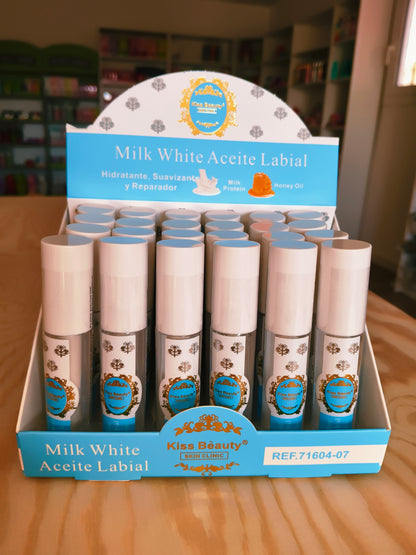 Kiss Beauty
Milk White Aceite Labial
Hidratante, Suavizante
y Reparador
Milk
Protein
Honey Oil
Milk White
Aceite Labial
Kiss Beauty®
SKIN CLINIC
REF.71604-07